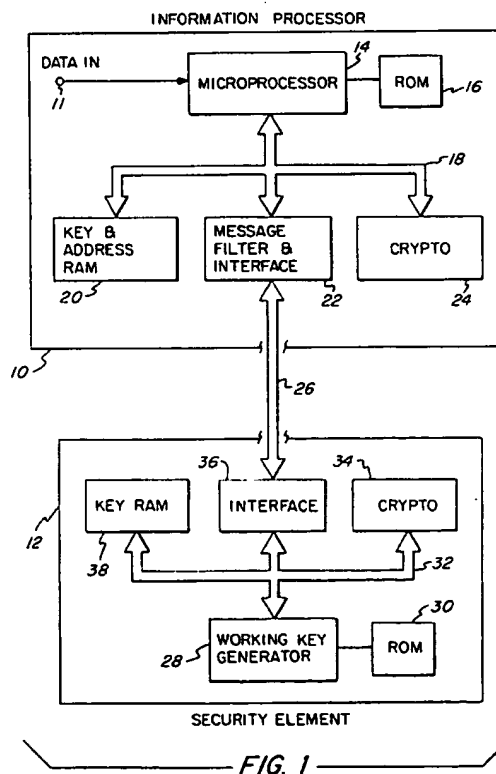 INFORMATION PROCESSOR
DATA IN
11
14
MICROPROCESSOR
ROM
16
18
KEY &
ADDRESS
RAM
20
MESSAGE
FILTER &
INTERFACE
22
CRYPTO
24
10
26
12
36
34
KEY RAM
38
INTERFACE
CRYPTO
32
30
28
WORKING KEY
GENERATOR
ROM
SECURITY ELEMENT
FIG. 1